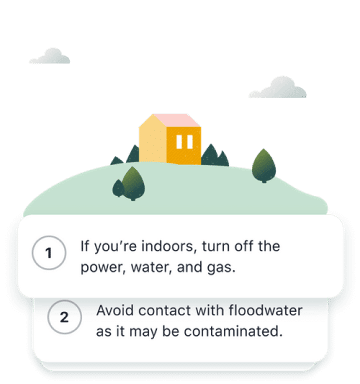 1
If you’re indoors, turn off the
power, water, and gas.
2
Avoid contact with floodwater
as it may be contaminated.